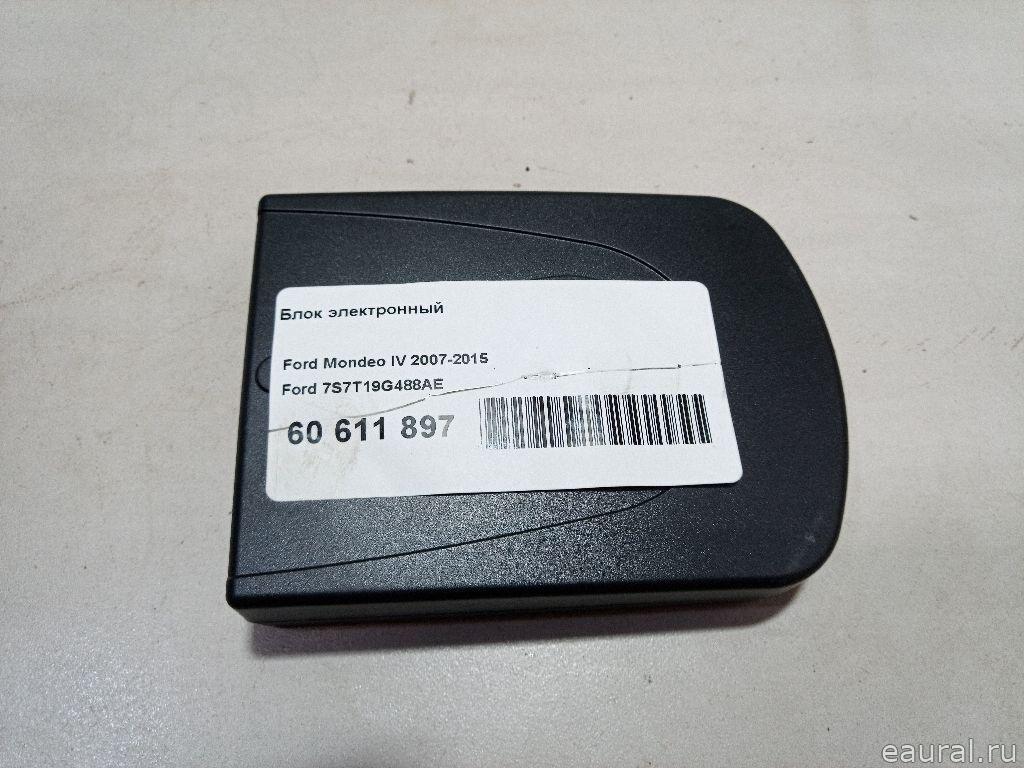 Блок электронный
Ford Mondeo IV 2007-2015
Ford 7S7T19G488AE
60 611 897
eaural.ru